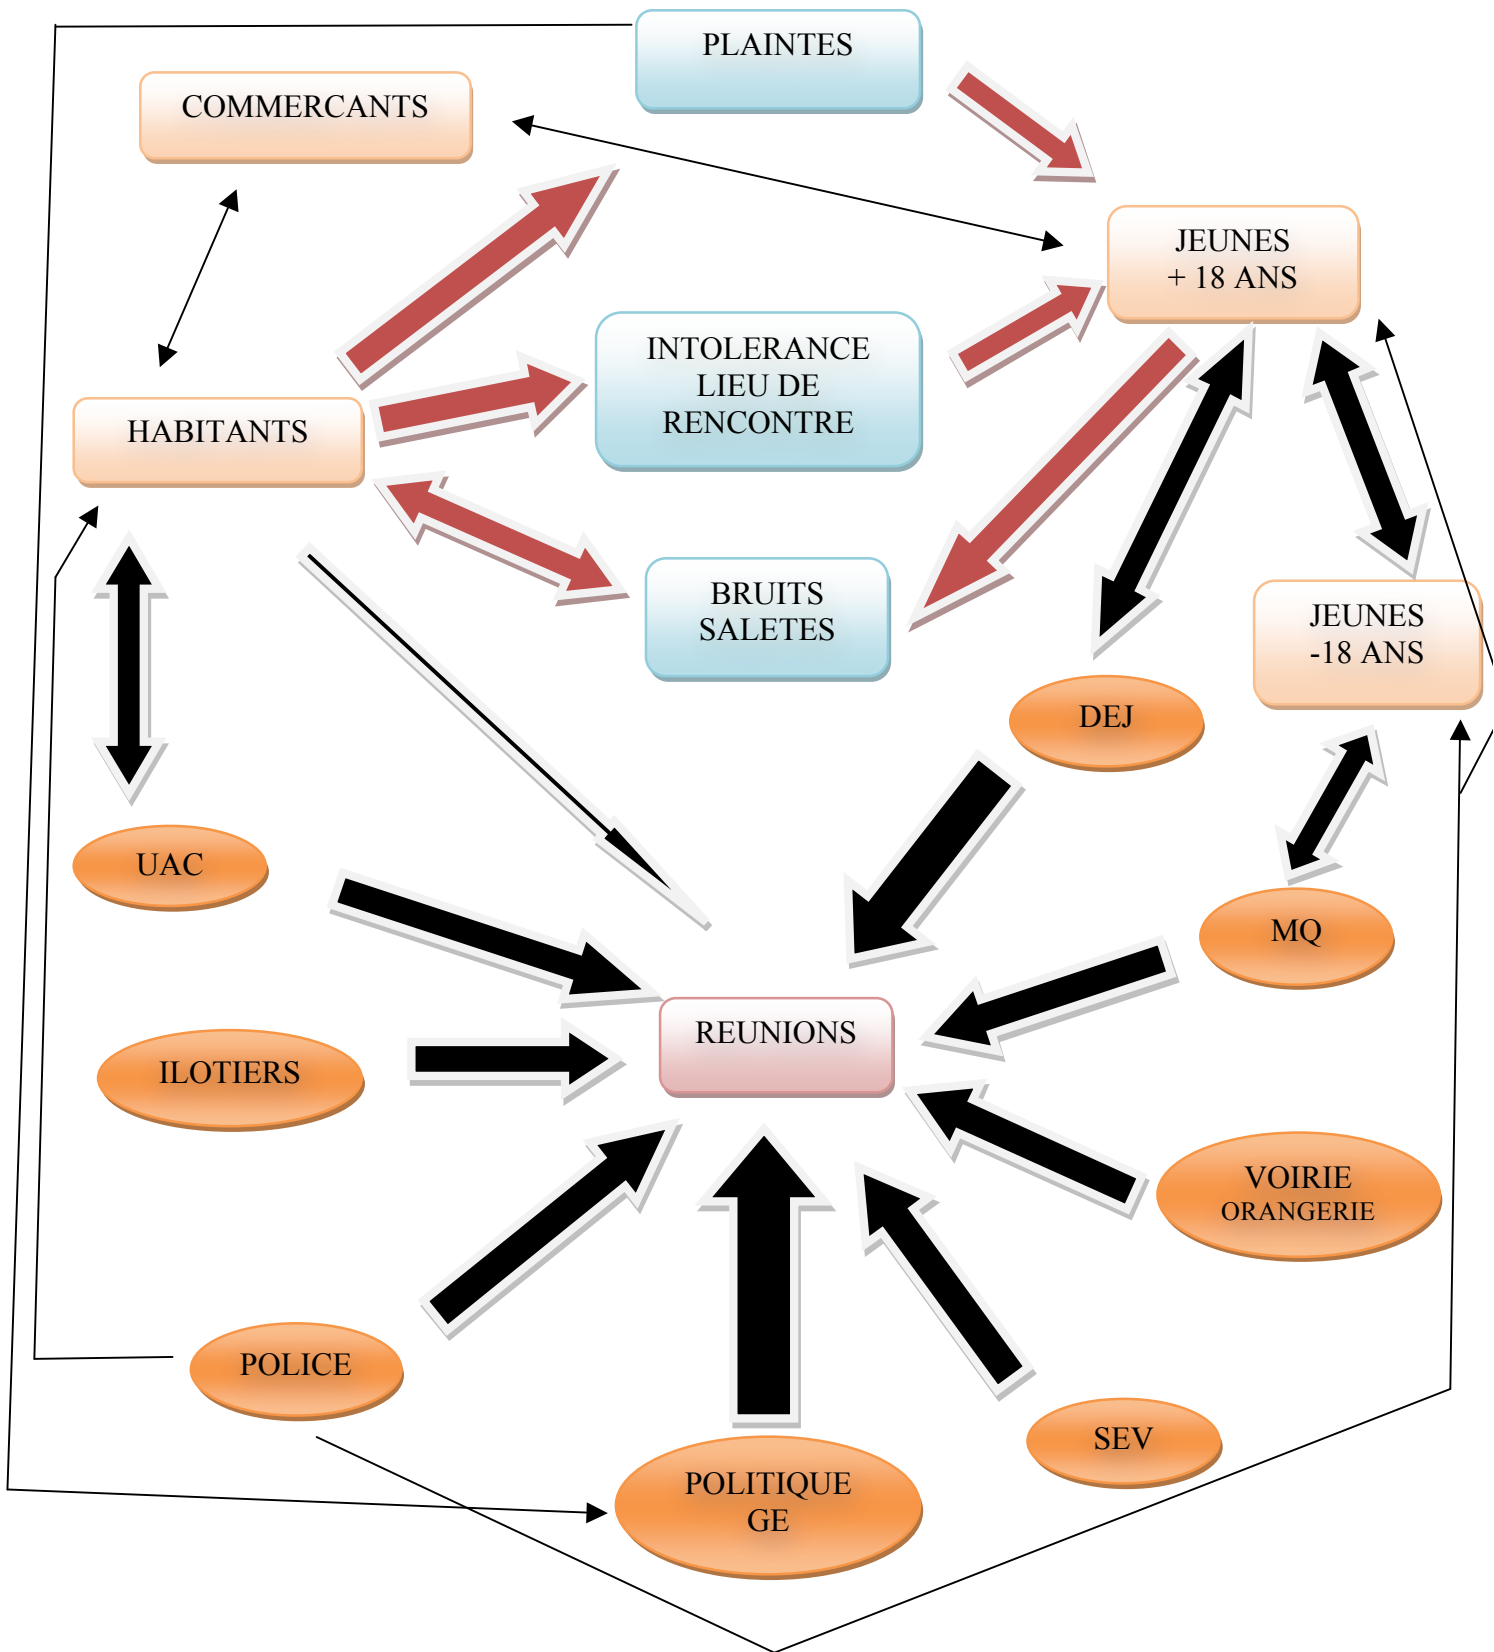 PLAINTES
COMMERCANTS
JEUNES
+ 18 ANS
INTOLERANCE
LIEU DE
RENCONTRE
HABITANTS
BRUITS
SALETES
JEUNES
-18 ANS
DEJ
UAC
MQ
REUNIONS
ILOTIERS
VOIRIE
ORANGERIE
POLICE
SEV
POLITIQUE
GE